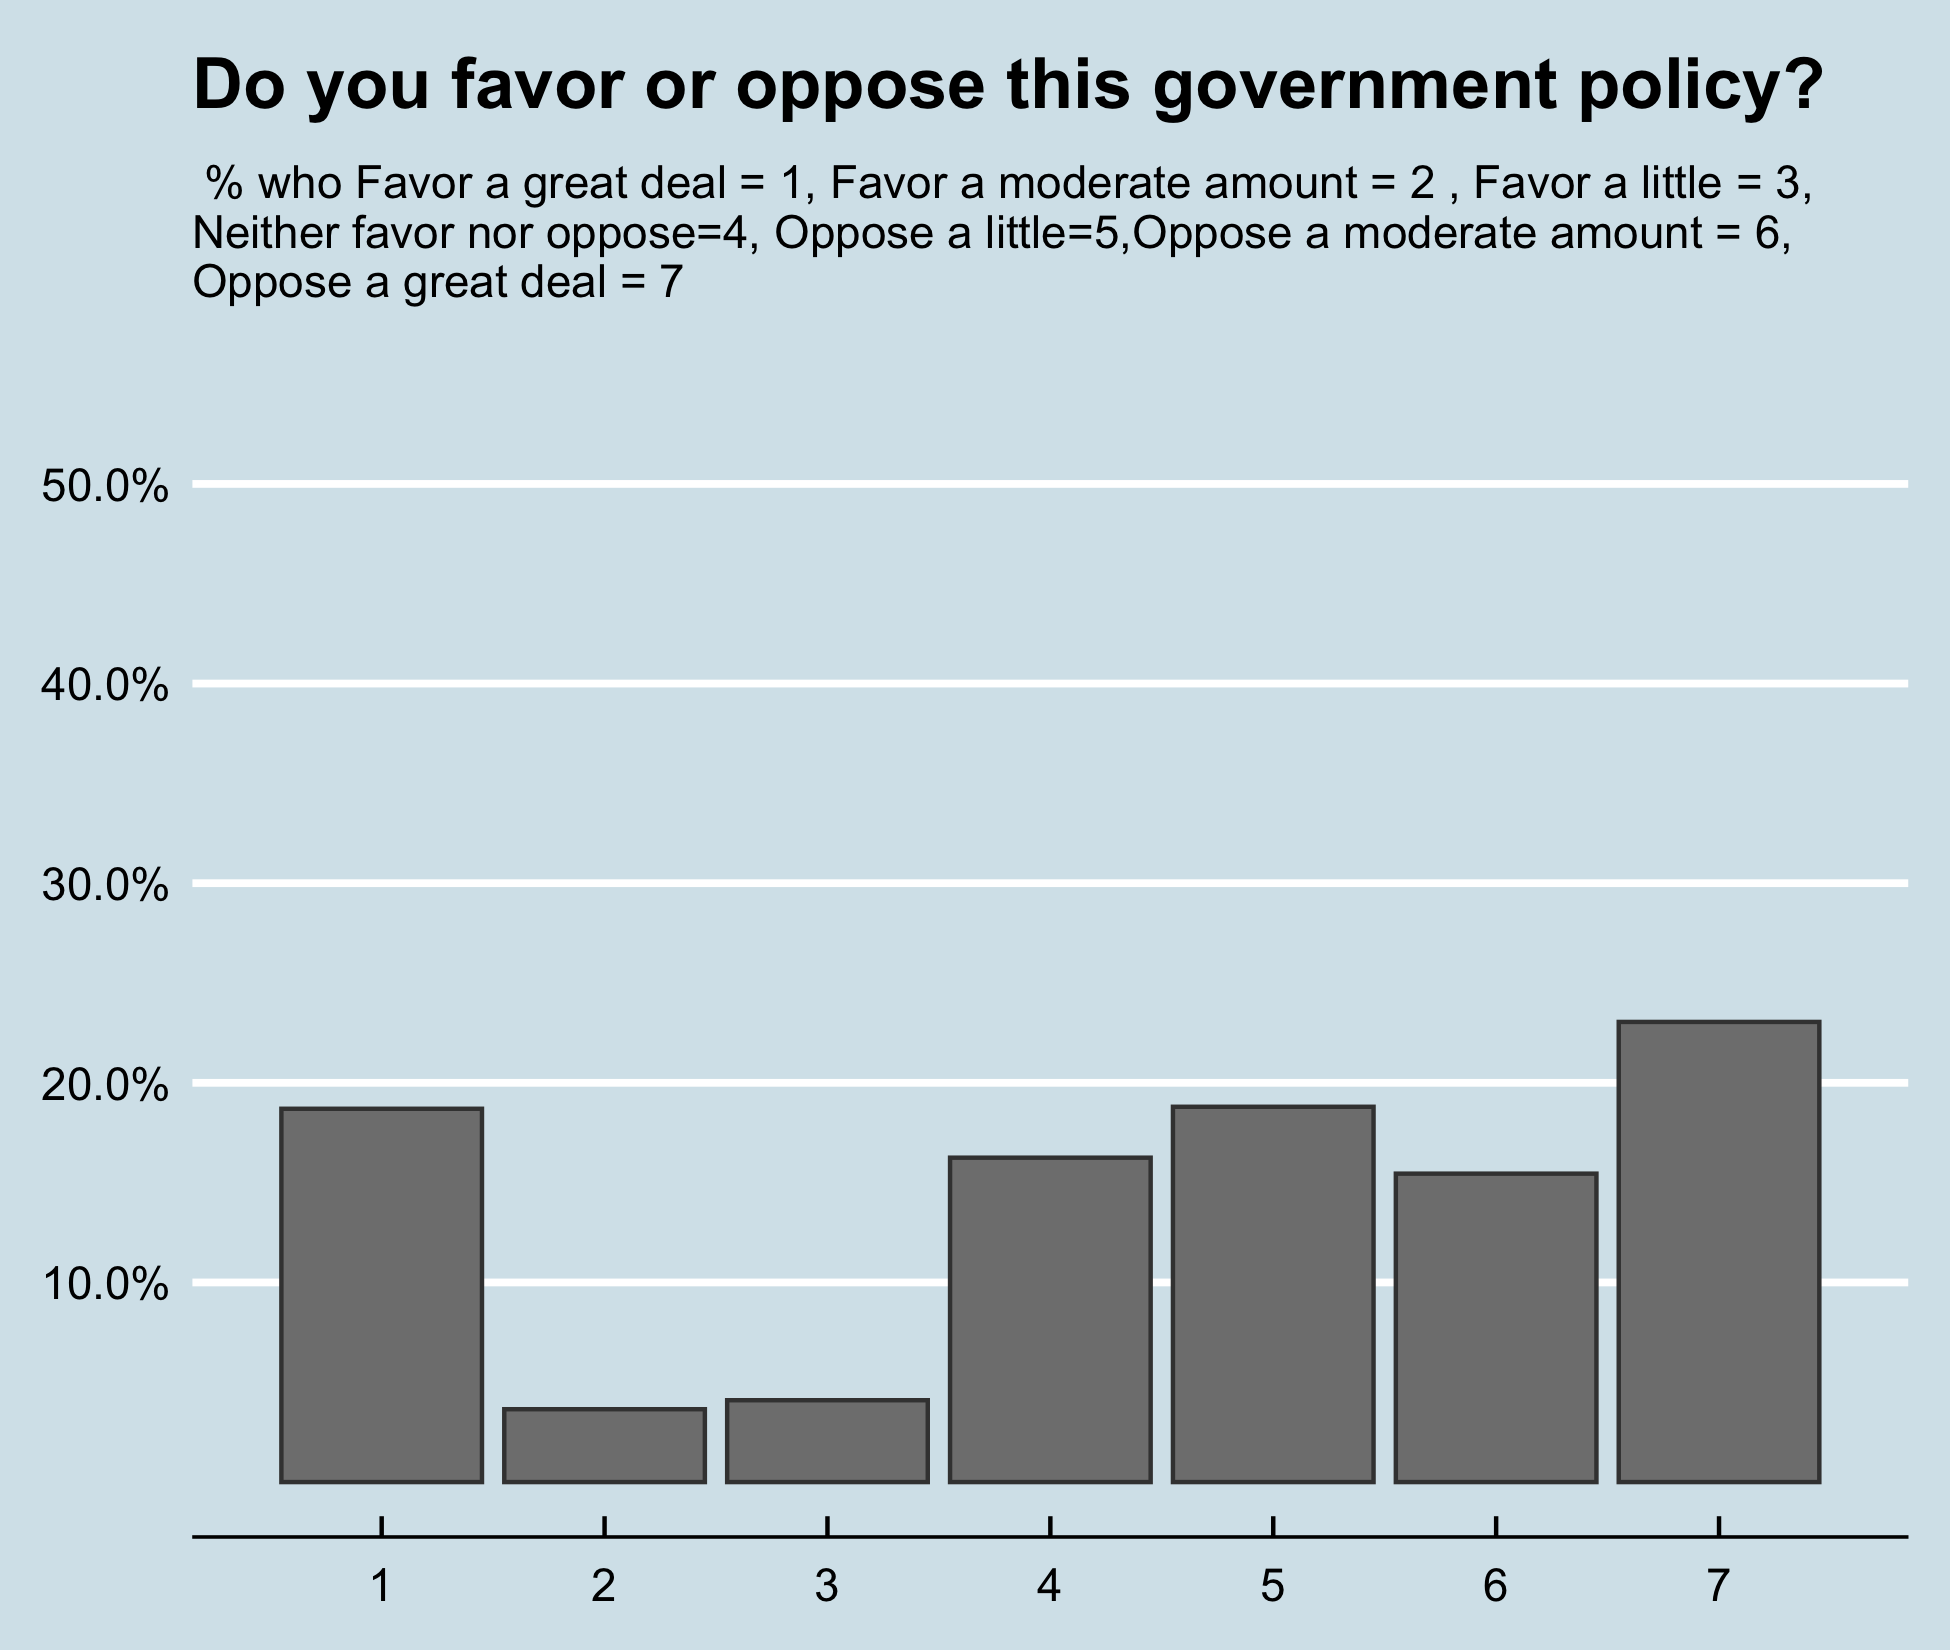 Do you favor or oppose this government policy?
% who Favor a great deal = 1, Favor a moderate amount = 2 , Favor a little = 3,
Neither favor nor oppose=4, Oppose a little=5,Oppose a moderate amount = 6,
Oppose a great deal = 7
50.0%
40.0%
30.0%
20.0%
10.0%
1 2 3 4 5 6 7